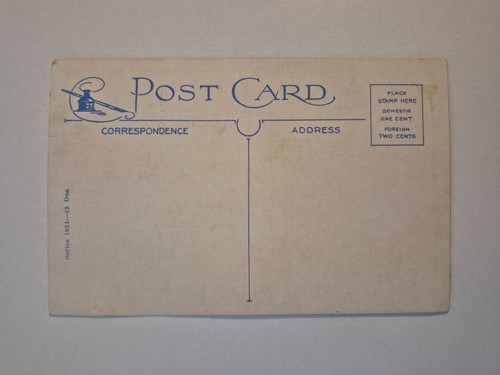 POST CARD
CORRESPONDENCE
ADDRESS
PLACE
STAMP HERE
DOMESTIC
ONE CENT
FOREIGN
TWO CENTS